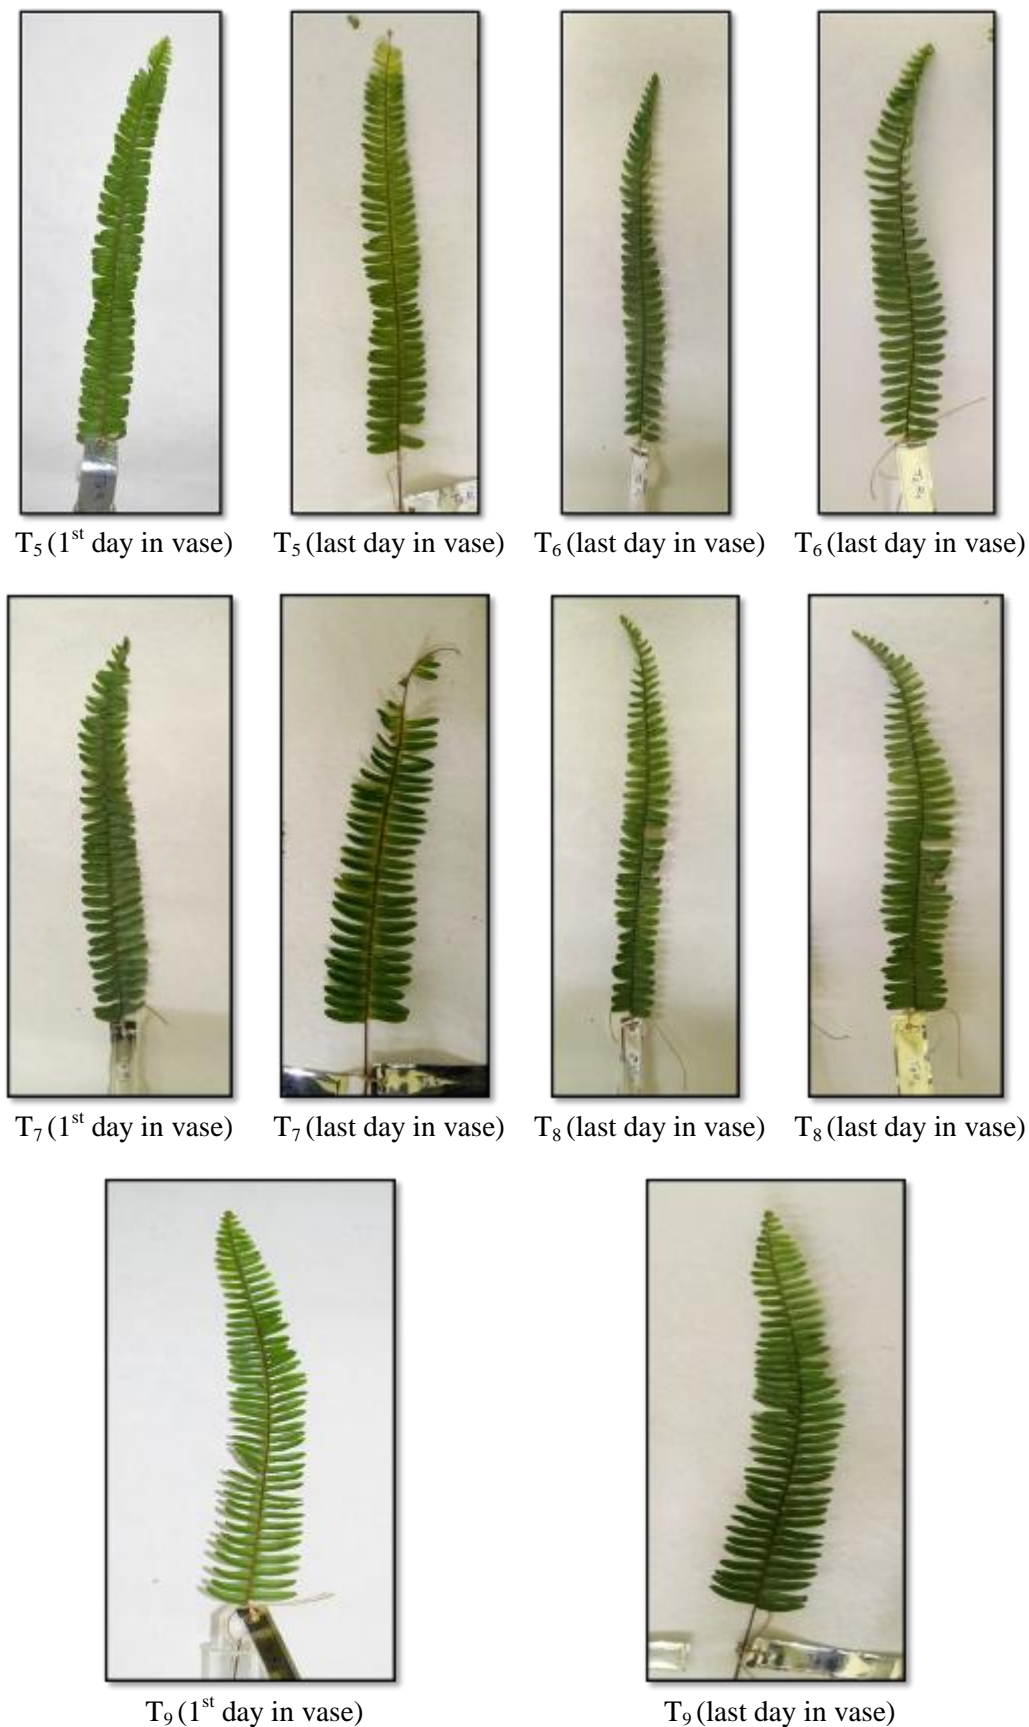 T₅ (1ˢᵗ day in vase) T₅ (last day in vase) T₆ (last day in vase) T₆ (last day in vase)
T₇ (1ˢᵗ day in vase) T₇ (last day in vase) T₈ (last day in vase) T₈ (last day in vase)
T₉ (1ˢᵗ day in vase) T₉ (last day in vase)